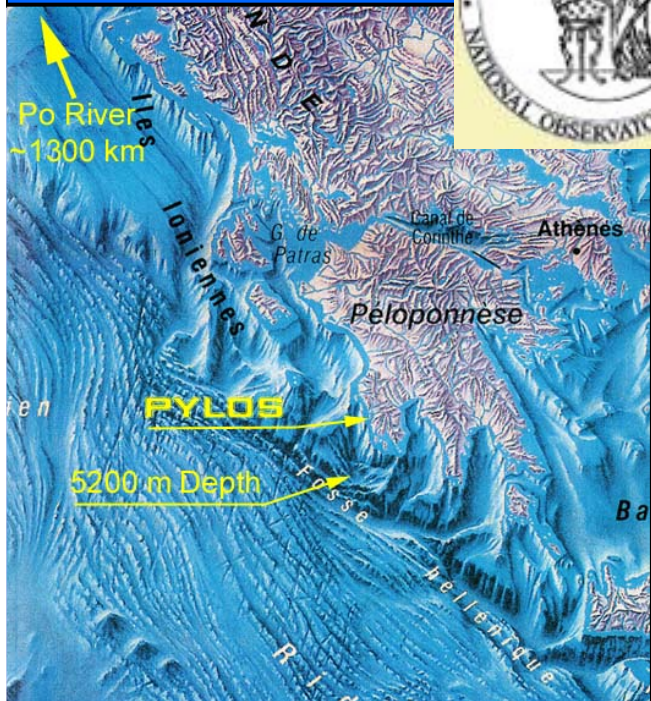 N
D
E
NATIONAL OBSERVATO
Po River
~1300 km
Iles
Ioniennes
G. de
Patras
Canal de
Corinthe
Athènes
Péloponnèse
ien
PYLOS
5200 m Depth
Fosse
hellenique
Ba
Rid